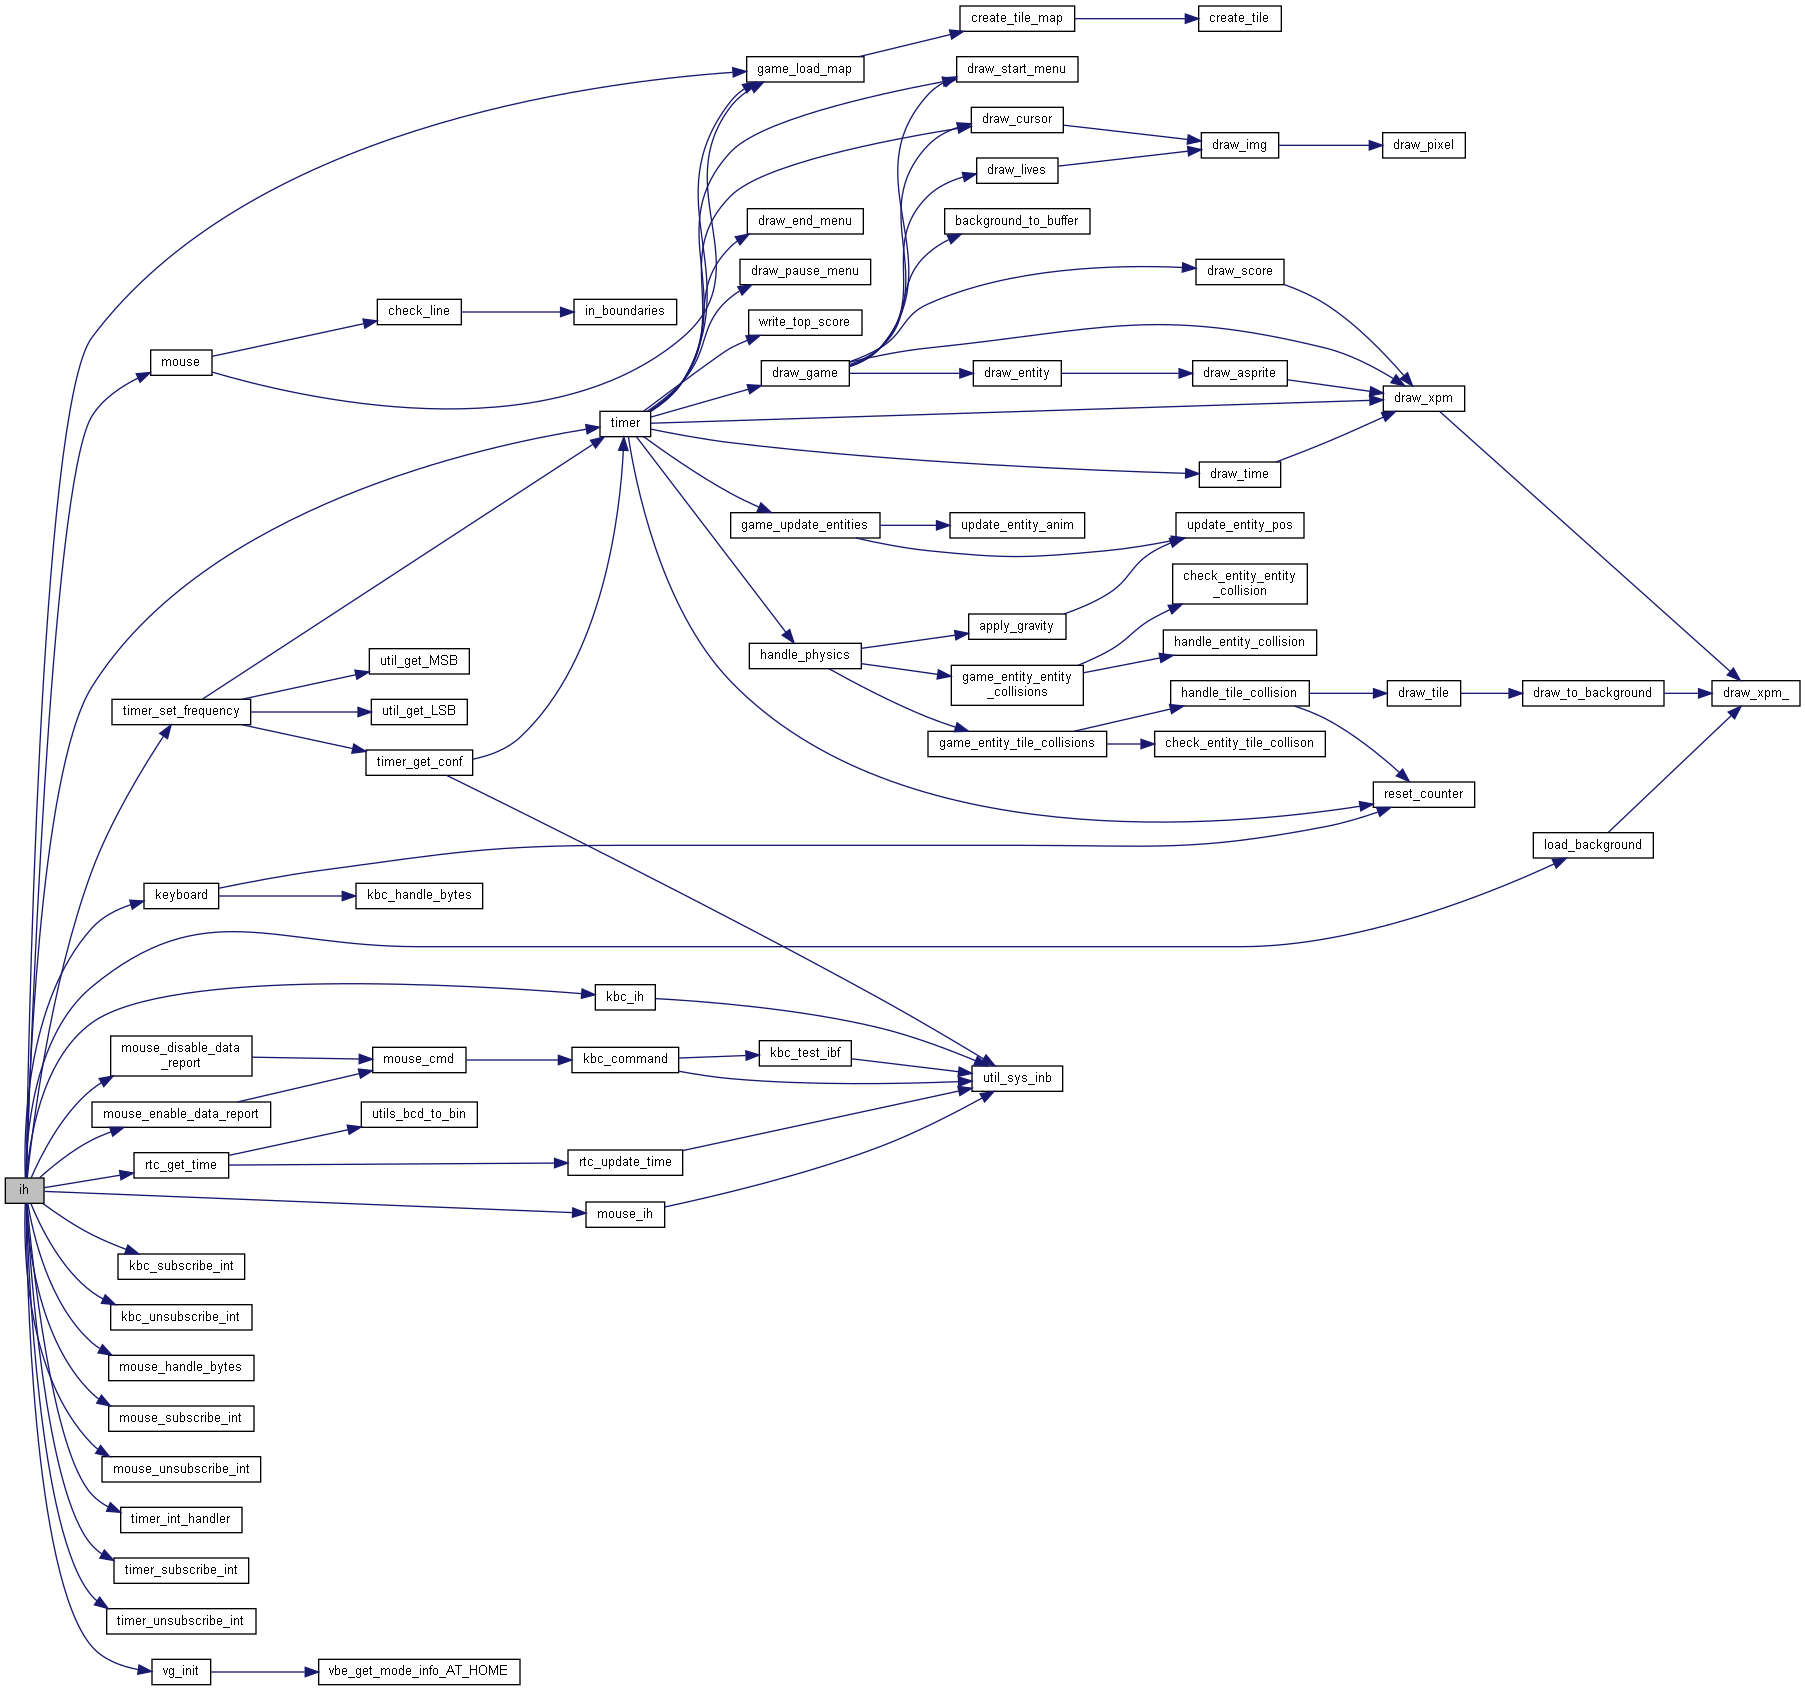 create_tile_map
create_tile
game_load_map
draw_start_menu
draw_cursor
draw_img
draw_pixel
draw_lives
draw_end_menu
background_to_buffer
draw_pause_menu
draw_score
check_line
in_boundaries
write_top_score
mouse
draw_game
draw_entity
draw_asprite
draw_xpm
timer
draw_time
game_update_entities
update_entity_anim
update_entity_pos
check_entity_entity
_collision
apply_gravity
handle_entity_collision
handle_physics
util_get_MSB
game_entity_entity
_collisions
handle_tile_collision
draw_tile
draw_to_background
draw_xpm_
timer_set_frequency
util_get_LSB
game_entity_tile_collisions
check_entity_tile_collison
timer_get_conf
reset_counter
load_background
keyboard
kbc_handle_bytes
kbc_ih
mouse_disable_data
_report
mouse_cmd
kbc_command
kbc_test_ibf
util_sys_inb
mouse_enable_data_report
utils_bcd_to_bin
rtc_get_time
rtc_update_time
ih
mouse_ih
kbc_subscribe_int
kbc_unsubscribe_int
mouse_handle_bytes
mouse_subscribe_int
mouse_unsubscribe_int
timer_int_handler
timer_subscribe_int
timer_unsubscribe_int
vg_init
vbe_get_mode_info_AT_HOME